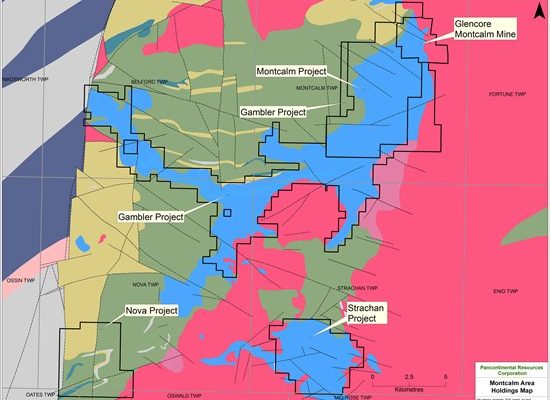 Glencore
Montcalm Mine
WADSWORTH TWP
BELFORD TWP
Montcalm Project
MONTCALM TWP
FORTUNE TWP
Gambler Project
Gambler Project
OSSIN TWP
NOVA TWP
STRACHAN TWP
ENID TWP
Nova Project
Strachan
Project
0 2.5 5
Kilometres
OATES TWP
OSWALD TWP
MELROSE TWP
Pancontinental Resources
Corporation
Montcalm Area
Holdings Map